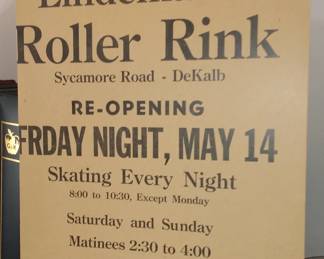 Roller Rink
Sycamore Road - DeKalb
RE-OPENING
FRDAY NIGHT, MAY 14
Skating Every Night
8:00 to 10:30, Except Monday
Saturday and Sunday
Matinees 2:30 to 4:00